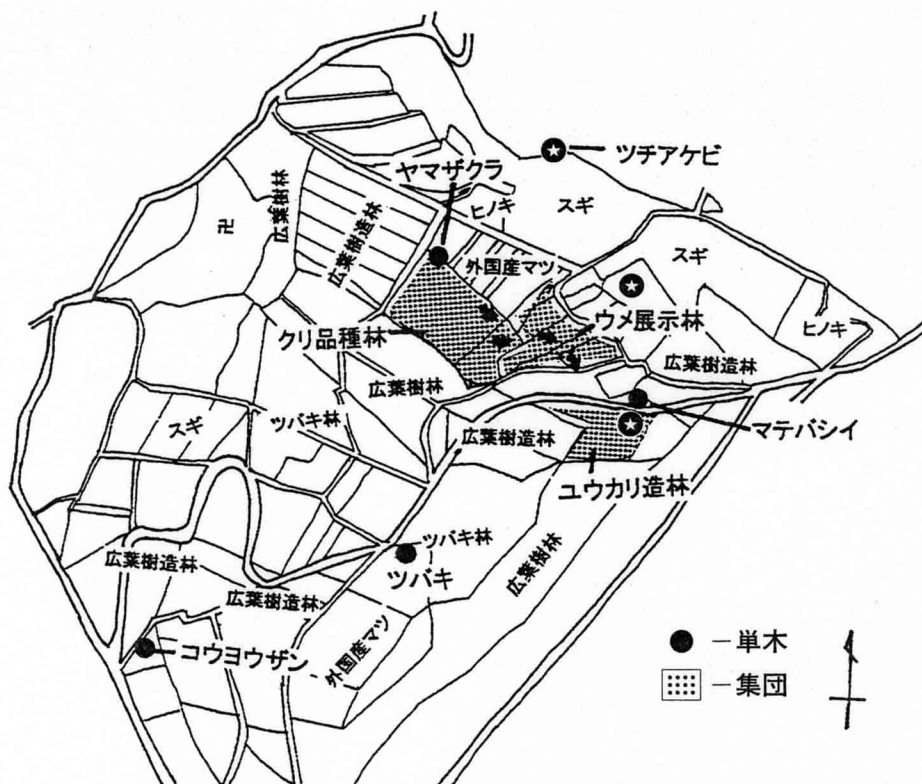 ツチアケビ
ヤマザクラ
ヒノキ
スギ
広葉樹林
卍
広葉樹造林
外国産マツ
スギ
ウメ展示林
クリ品種林
ヒノキ
広葉樹造林
広葉樹林
マテバシイ
ツバキ林
スギ
広葉樹造林
ユウカリ造林
ツバキ林
ツバキ
広葉樹林
広葉樹造林
広葉樹造林
外国産マツ
コウヨウザン
－単木
－集団